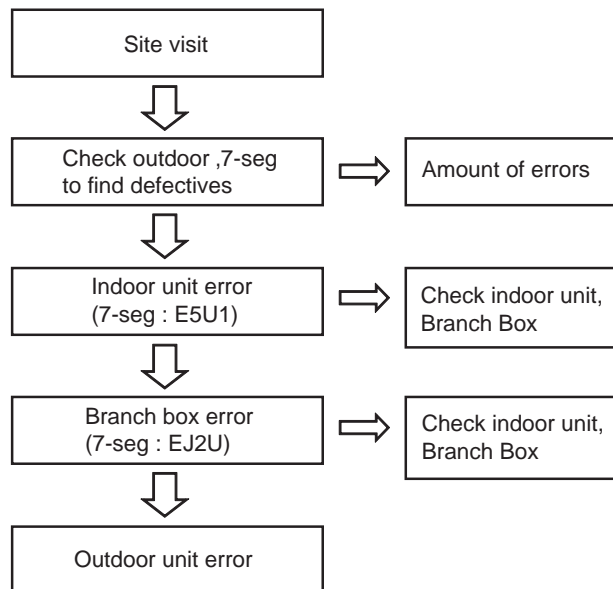 Site visit
Check outdoor ,7-seg
to find defectives
Amount of errors
Indoor unit error
(7-seg : E5U1)
Check indoor unit,
Branch Box
Branch box error
(7-seg : EJ2U)
Check indoor unit,
Branch Box
Outdoor unit error